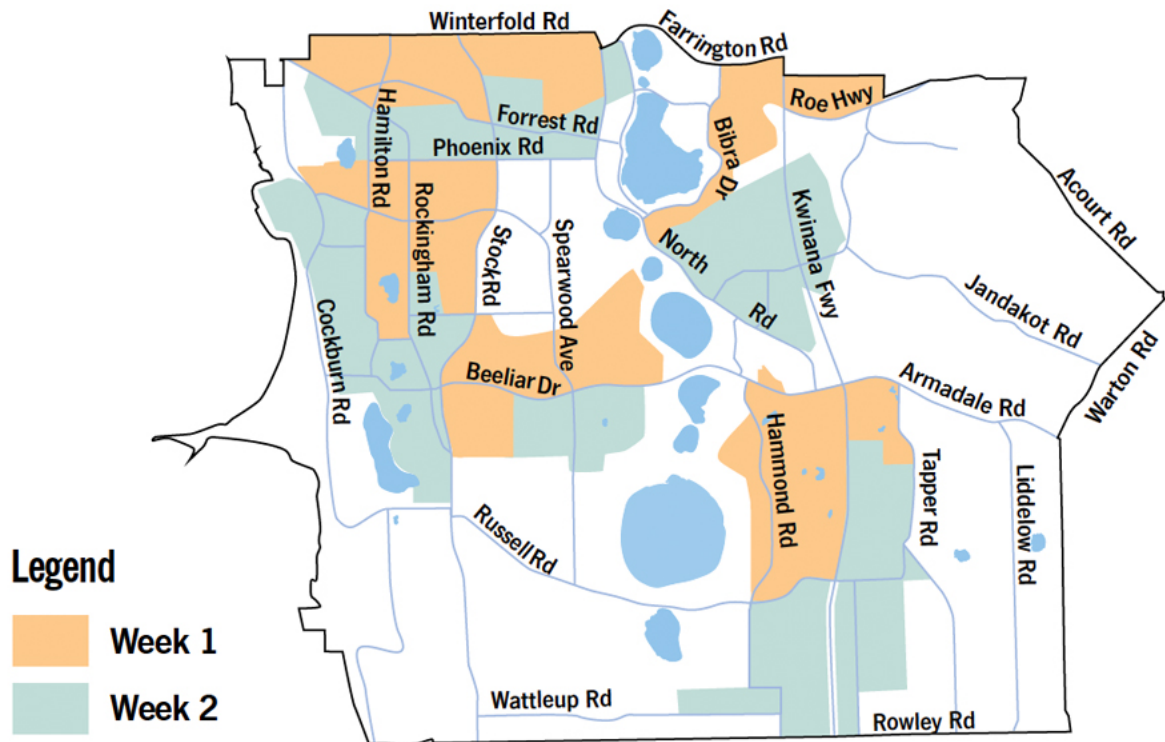 Winterfold Rd
Farrington Rd
Roe Hwy
Hamilton Rd
Forrest Rd
Bibra Dr
Phoenix Rd
Acourt Rd
Rockingham Rd
Kwinana Fwy
Stock Rd
Spearwood Ave
North
Rd
Jandakot Rd
Cockburn Rd
Warton Rd
Beeliar Dr
Armadale Rd
Hammond Rd
Tapper Rd
Liddelow Rd
Russell Rd
Legend
Week 1
Week 2
Wattleup Rd
Rowley Rd